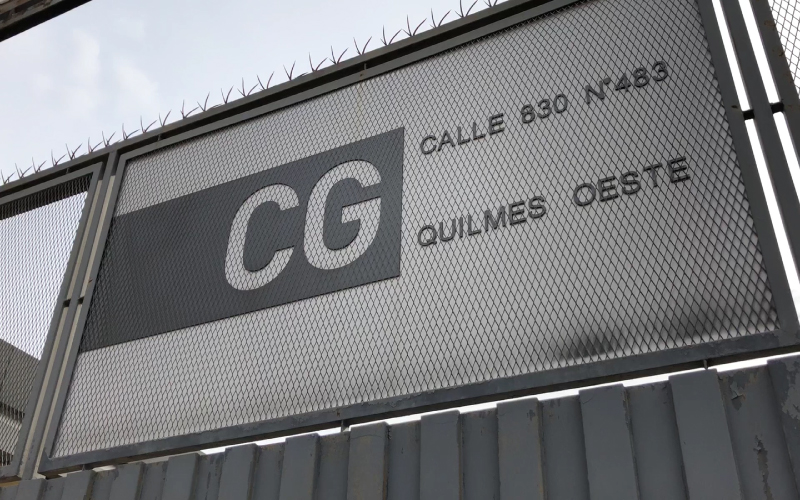 CG
CALLE 830 N°483
QUILMES OESTE